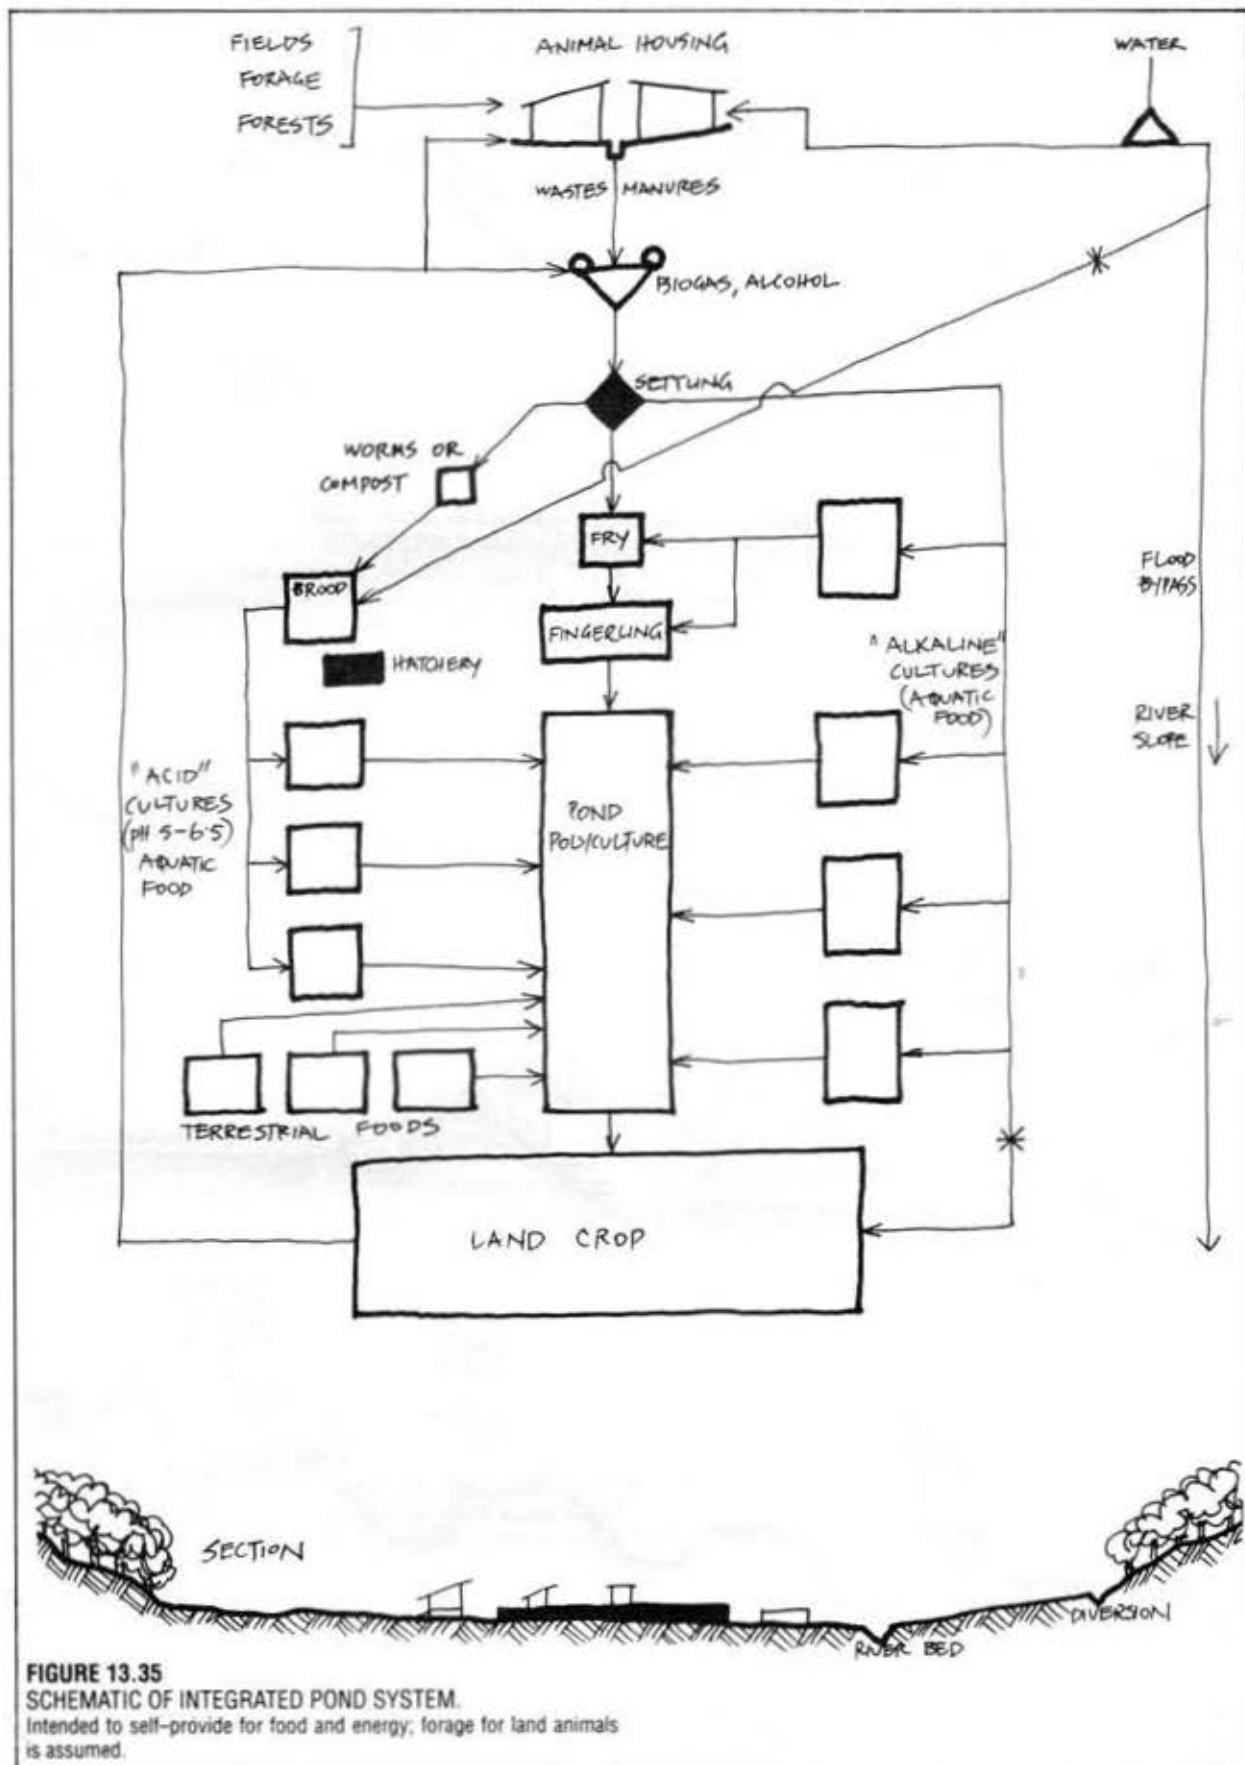 FIELDS
FORAGE
FORESTS
ANIMAL HOUSING
WATER
WASTES MANURES
BIOGAS, ALCOHOL
SETTLING
WORMS OR
COMPOST
FRY
BROOD
FINGERLING
HATCHERY
FLOOD
BYPASS
"ALKALINE"
CULTURES
(AQUATIC
FOOD)
RIVER
SLOPE
"ACID"
CULTURES
(pH 5-6.5)
AQUATIC
FOOD
POND
POLYCULTURE
TERRESTRIAL FOODS
LAND CROP
SECTION
DIVERSION
RIVER BED
FIGURE 13.35
SCHEMATIC OF INTEGRATED POND SYSTEM.
Intended to self-provide for food and energy; forage for land animals
is assumed.